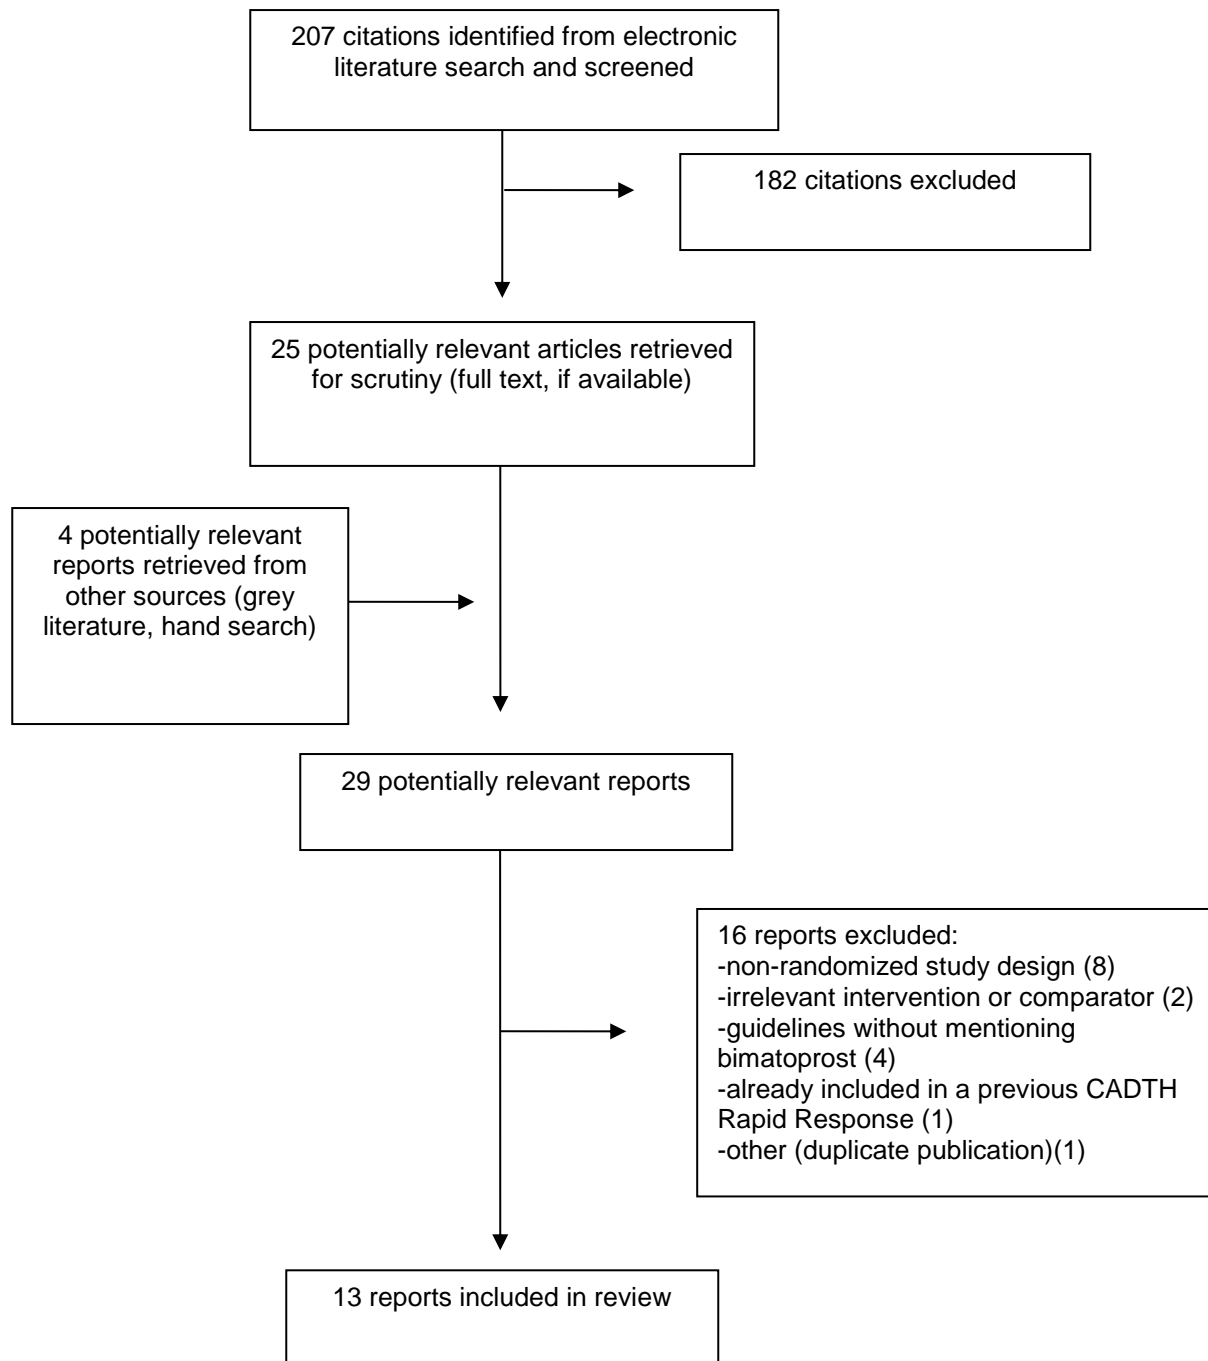 207 citations identified from electronic
literature search and screened
182 citations excluded
25 potentially relevant articles retrieved
for scrutiny (full text, if available)
4 potentially relevant
reports retrieved from
other sources (grey
literature, hand search)
29 potentially relevant reports
16 reports excluded:
-non-randomized study design (8)
-irrelevant intervention or comparator (2)
-guidelines without mentioning
bimatoprost (4)
-already included in a previous CADTH
Rapid Response (1)
-other (duplicate publication)(1)
13 reports included in review